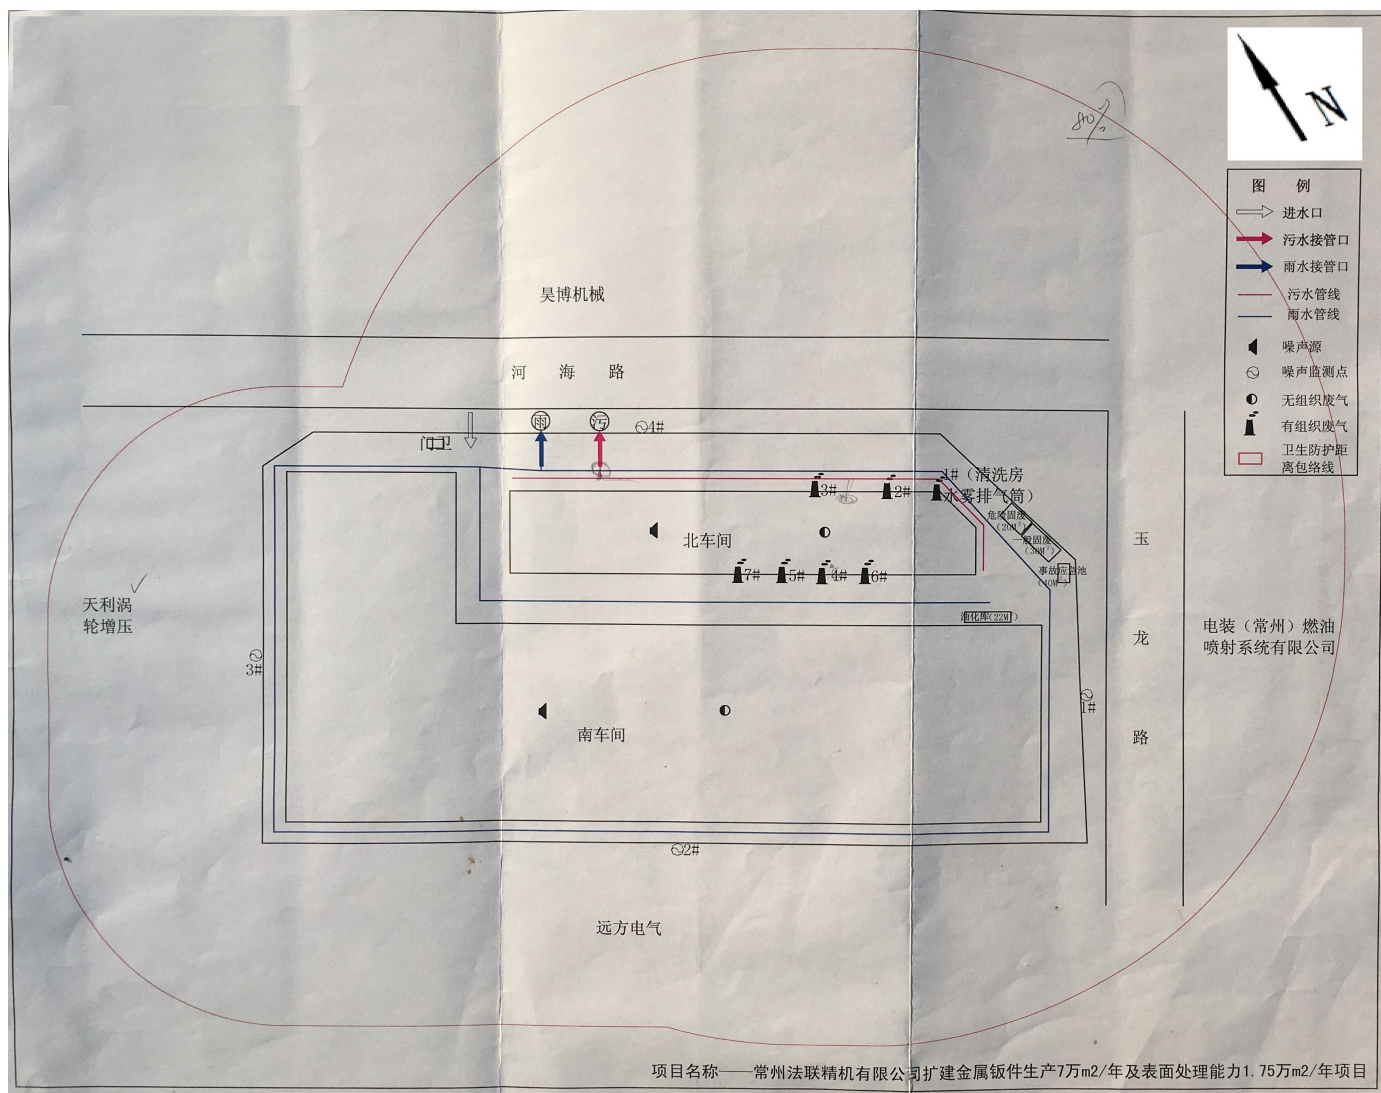 N
图 例
进水口
污水接管口
雨水接管口
污水管线
雨水管线
噪声源
噪声监测点
无组织废气
有组织废气
卫生防护距
离包络线
昊博机械
河 海 路
门卫
雨
污
4#
1#（清洗房
水雾排气筒）
3#
2#
危险固废
(20M²)
一般固废
(30M²)
事故应急池
(40M²)
北车间
7#
5#
4#
6#
(22M²)
天利涡
轮增压
3#
南车间
1#
2#
玉
龙
路
电装（常州）燃油
喷射系统有限公司
远方电气
项目名称——常州法联精机有限公司扩建金属钣件生产7万m2/年及表面处理能力1.75万m2/年项目